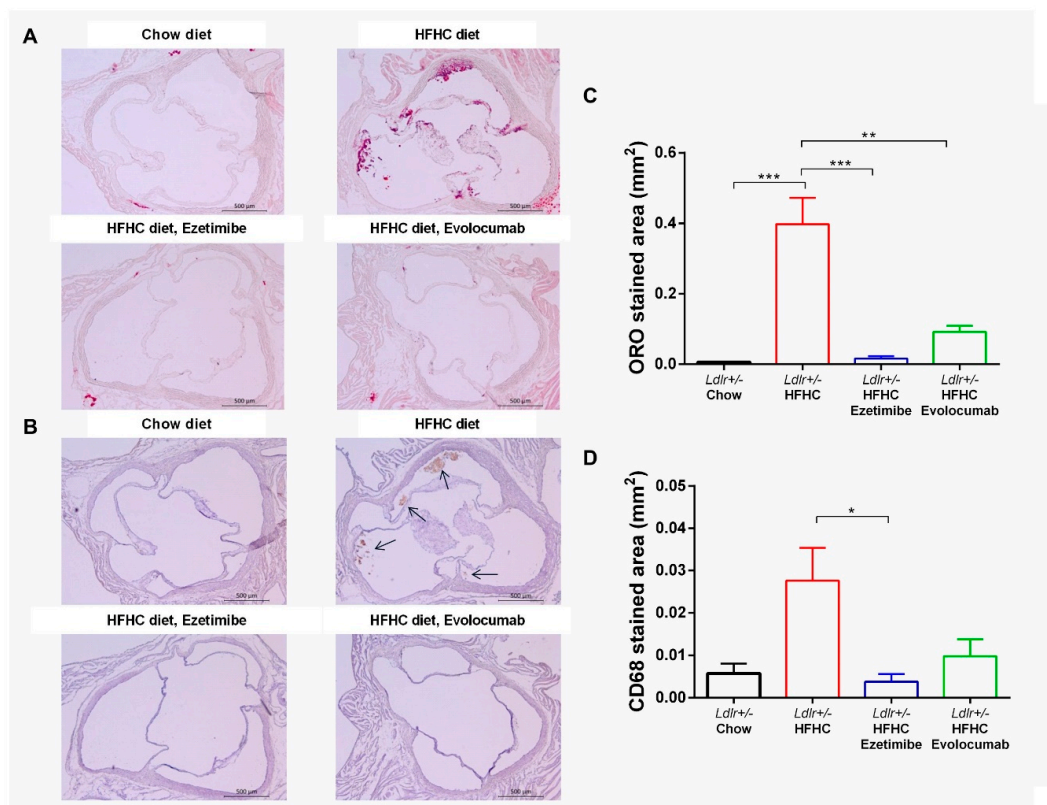 A
Chow diet
HFHC diet
500 µm
500 µm
HFHC diet, Ezetimibe
HFHC diet, Evolocumab
500 µm
500 µm
B
Chow diet
HFHC diet
500 µm
500 µm
HFHC diet, Ezetimibe
HFHC diet, Evolocumab
500 µm
500 µm
C
ORO stained area (mm²)
0.6
0.4
0.2
0.0
***
***
**
Ldlr+/-
Chow
Ldlr+/-
HFHC
Ldlr+/-
HFHC
Ezetimibe
Ldlr+/-
HFHC
Evolocumab
D
CD68 stained area (mm²)
0.05
0.04
0.03
0.02
0.01
0.00
*
Ldlr+/-
Chow
Ldlr+/-
HFHC
Ldlr+/-
HFHC
Ezetimibe
Ldlr+/-
HFHC
Evolocumab